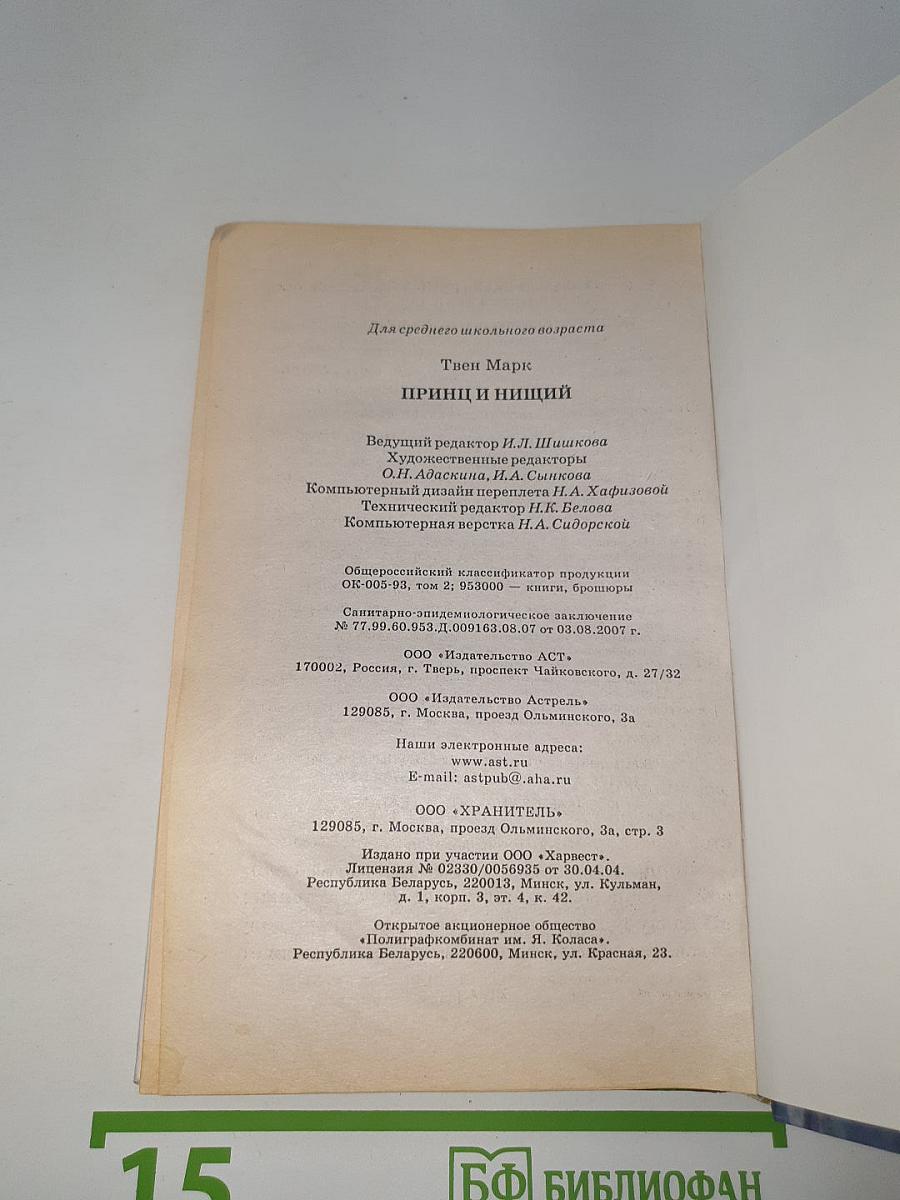 Для среднего школьного возраста
Твен Марк
ПРИНЦ И НИЩИЙ
Ведущий редактор И.Л. Шишкова
Художественные редакторы
О.Н. Адаскина, И.А. Сынкова
Компьютерный дизайн переплета Н.А. Хафизовой
Технический редактор Н.К. Белова
Компьютерная верстка Н.А. Сидорской
Общероссийский классификатор продукции
ОК-005-93, том 2; 953000 — книги, брошюры
Санитарно-эпидемиологическое заключение
№ 77.99.60.953.Д.009163.08.07 от 03.08.2007 г.
ООО «Издательство АСТ»
170002, Россия, г. Тверь, проспект Чайковского, д. 27/32
ООО «Издательство Астрель»
129085, г. Москва, проезд Ольминского, 3а
Наши электронные адреса:
www.ast.ru
E-mail: astpub@.aha.ru
ООО «ХРАНИТЕЛЬ»
129085, г. Москва, проезд Ольминского, 3а, стр. 3
Издано при участии ООО «Харвест».
Лицензия № 02330/0056935 от 30.04.04.
Республика Беларусь, 220013, Минск, ул. Кульман,
д. 1, корп. 3, эт. 4, к. 42.
Открытое акционерное общество
«Полиграфкомбинат им. Я. Коласа».
Республика Беларусь, 220600, Минск, ул. Красная, 23.
15
БФ БИБЛИОФАН